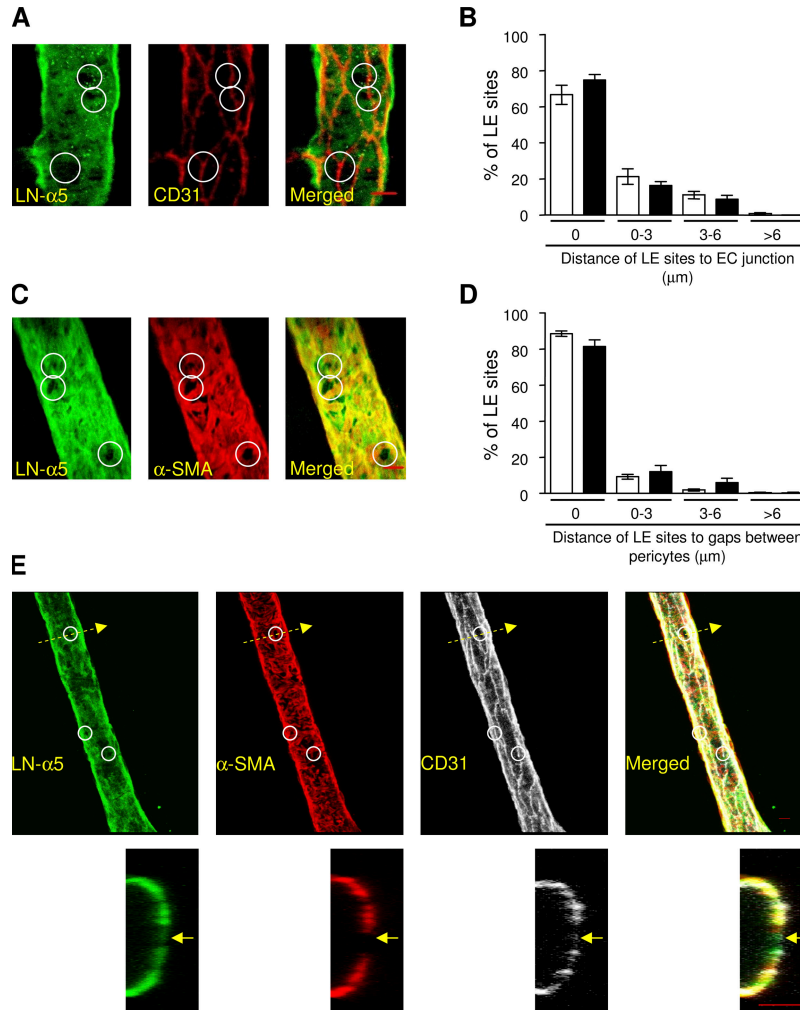 A
LN-α5
CD31
Merged
B
% of LE sites
100
80
60
40
20
0
0
0-3
3-6
>6
Distance of LE sites to EC junction
(μm)
C
LN-α5
α-SMA
Merged
D
% of LE sites
100
80
60
40
20
0
0
0-3
3-6
>6
Distance of LE sites to gaps between
pericytes (μm)
E
LN-α5
α-SMA
CD31
Merged